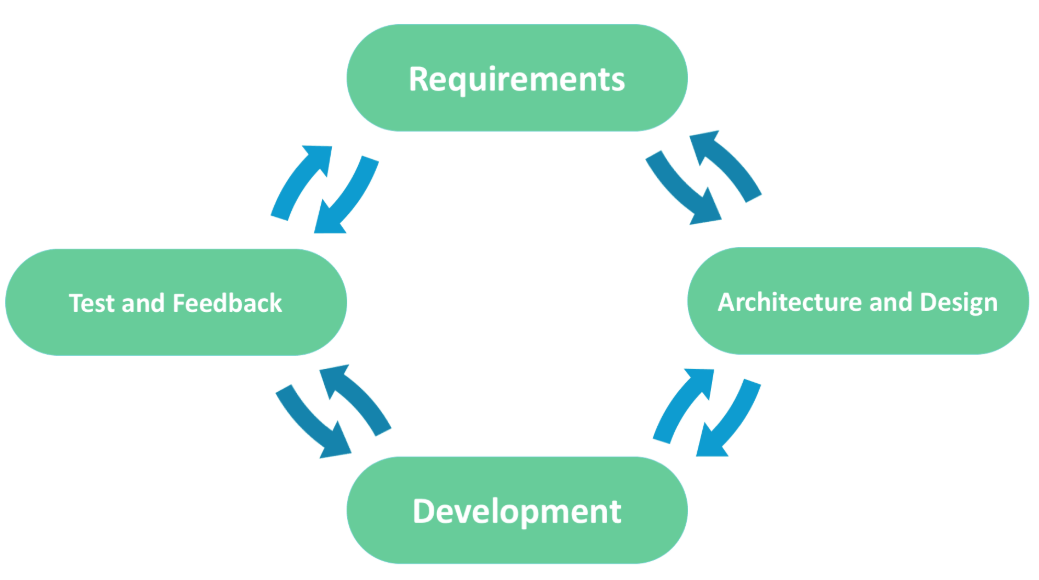 Requirements
Test and Feedback
Architecture and Design
Development